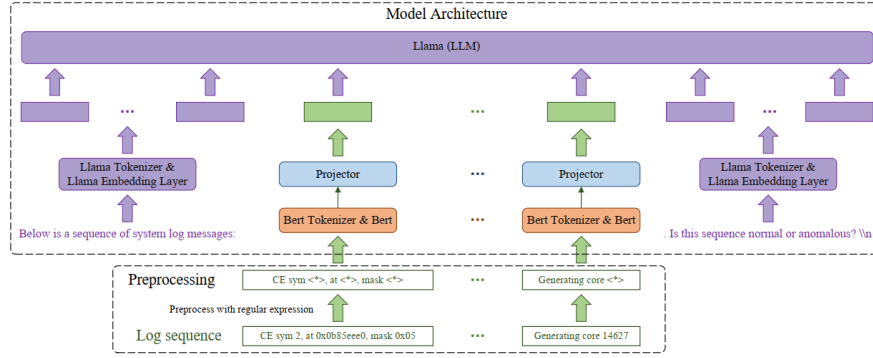 Model Architecture
Llama (LLM)
... ... ...
Llama Tokenizer &
Llama Embedding Layer
Projector
...
Projector
Llama Tokenizer &
Llama Embedding Layer
Bert Tokenizer & Bert
...
Bert Tokenizer & Bert
Below is a sequence of system log messages:
. Is this sequence normal or anomalous? \\n
Preprocessing
CE sym <*>, at <*>, mask <*>
...
Generating core <*>
Preprocess with regular expression
Log sequence
CE sym 2, at 0x0b85eee0, mask 0x05
...
Generating core 14627